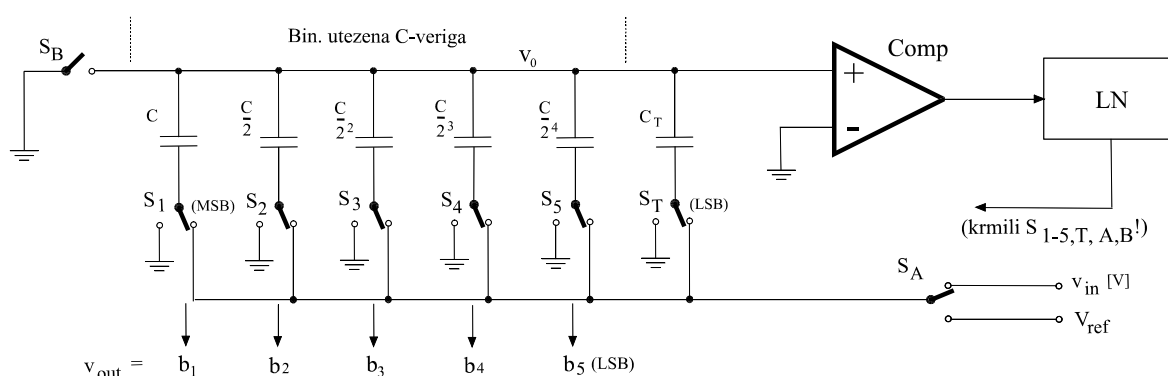 S_B
Bin. utezena C-veriga
v_0
Comp
+
-
LN
C
C/2
C/2^2
C/2^3
C/2^4
C_T
S_1 (MSB)
S_2
S_3
S_4
S_5
S_T (LSB)
(krmili S_1-5,T, A,B!)
S_A
v_in [V]
V_ref
v_out = b_1 b_2 b_3 b_4 b_5 (LSB)